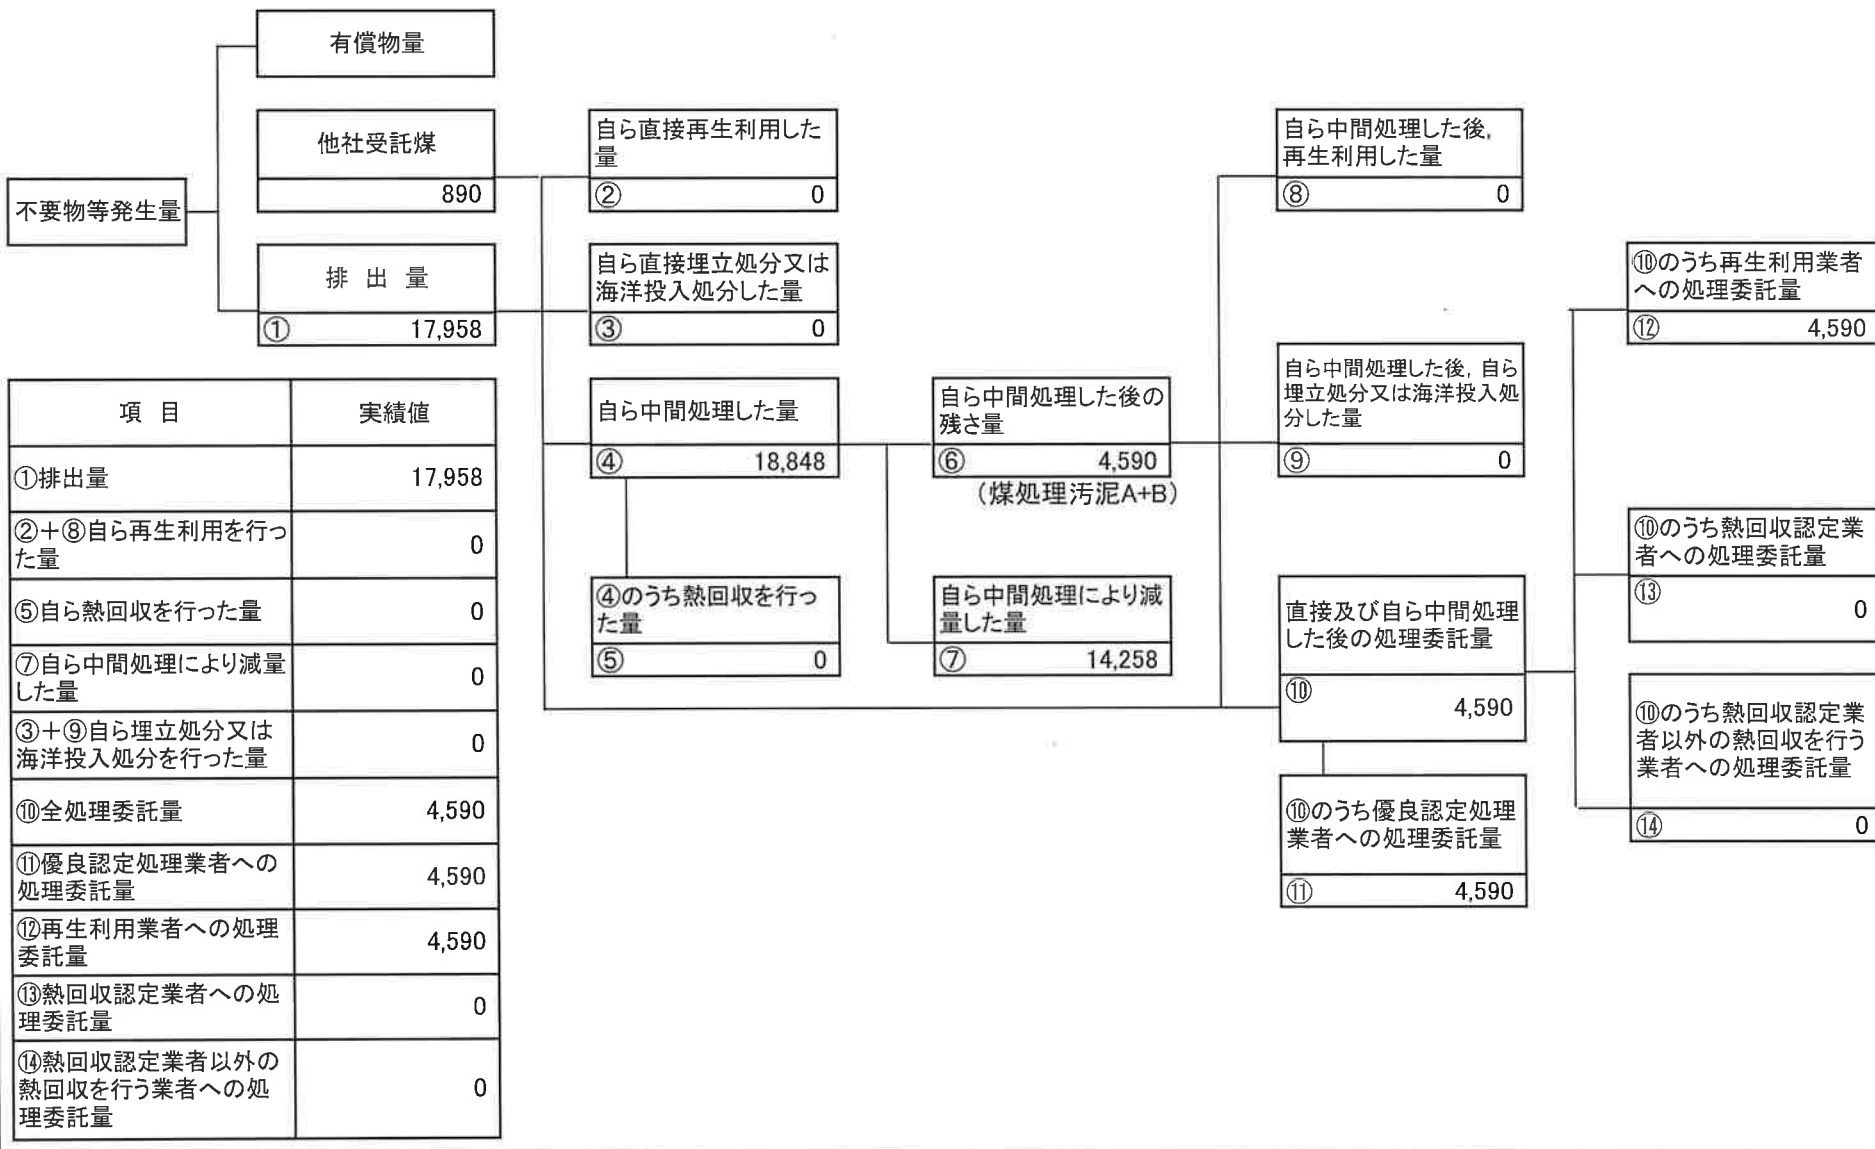 有償物量
他社受託煤
890
不要物等発生量
排 出 量
① 17,958
自ら直接再生利用した
量
② 0
自ら直接埋立処分又は
海洋投入処分した量
③ 0
自ら中間処理した量
④ 18,848
④のうち熱回収を行っ
た量
⑤ 0
自ら中間処理した後の
残さ量
⑥ 4,590
(煤処理汚泥A+B)
自ら中間処理により減
量した量
⑦ 14,258
自ら中間処理した後,
再生利用した量
⑧ 0
自ら中間処理した後, 自ら
埋立処分又は海洋投入処
分した量
⑨ 0
直接及び自ら中間処理
した後の処理委託量
⑩
4,590
⑩のうち優良認定処理
業者への処理委託量
⑪ 4,590
⑩のうち再生利用業者
への処理委託量
⑫ 4,590
⑩のうち熱回収認定業
者への処理委託量
⑬
0
⑩のうち熱回収認定業
者以外の熱回収を行う
業者への処理委託量
⑭ 0
項 目 実績値
①排出量 17,958
②+⑧自ら再生利用を行っ
た量
0
⑤自ら熱回収を行った量 0
⑦自ら中間処理により減量
した量
0
③+⑨自ら埋立処分又は
海洋投入処分を行った量
0
⑩全処理委託量 4,590
⑪優良認定処理業者への
処理委託量
4,590
⑫再生利用業者への処理
委託量
4,590
⑬熱回収認定業者への処
理委託量
0
⑭熱回収認定業者以外の
熱回収を行う業者への処
理委託量
0